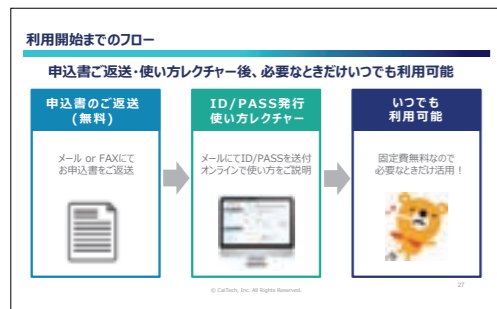 利用開始までのフロー
申込書ご返送・使い方レクチャー後、必要なときだけいつでも利用可能
申込書のご返送
(無料)
メール or FAXにて
お申込書をご返送
ID/PASS発行
使い方レクチャー
メールにてID/PASSを送付
オンラインで使い方をご説明
いつでも
利用可能
固定費無料なので
必要なときだけ活用！
© CaiTech, Inc. All Rights Reserved.
27